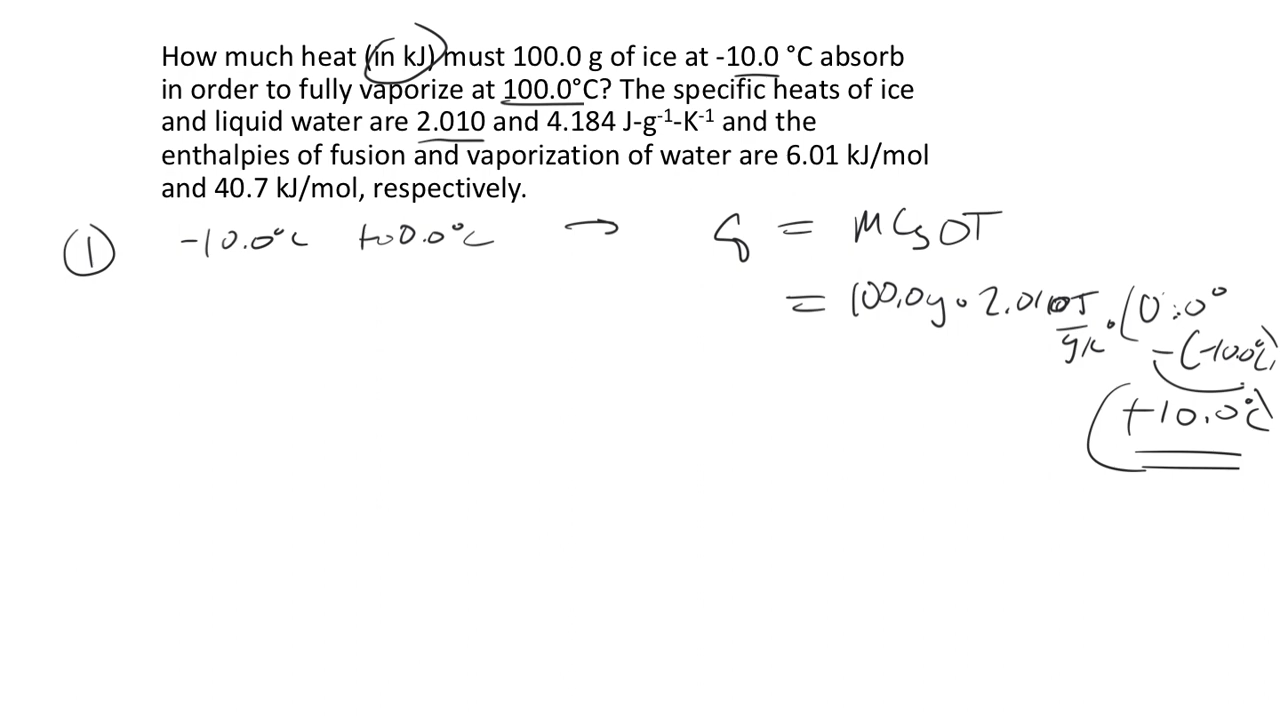 How much heat (in kJ) must 100.0 g of ice at -10.0 °C absorb
in order to fully vaporize at 100.0°C? The specific heats of ice
and liquid water are 2.010 and 4.184 J-g⁻¹-K⁻¹ and the
enthalpies of fusion and vaporization of water are 6.01 kJ/mol
and 40.7 kJ/mol, respectively.
① -10.0°C to 0.0°C → q = mCsΔT
= 100.0g • 2.010 J/gK • (0.0°
-(-10.0°C)
(+10.0°C)